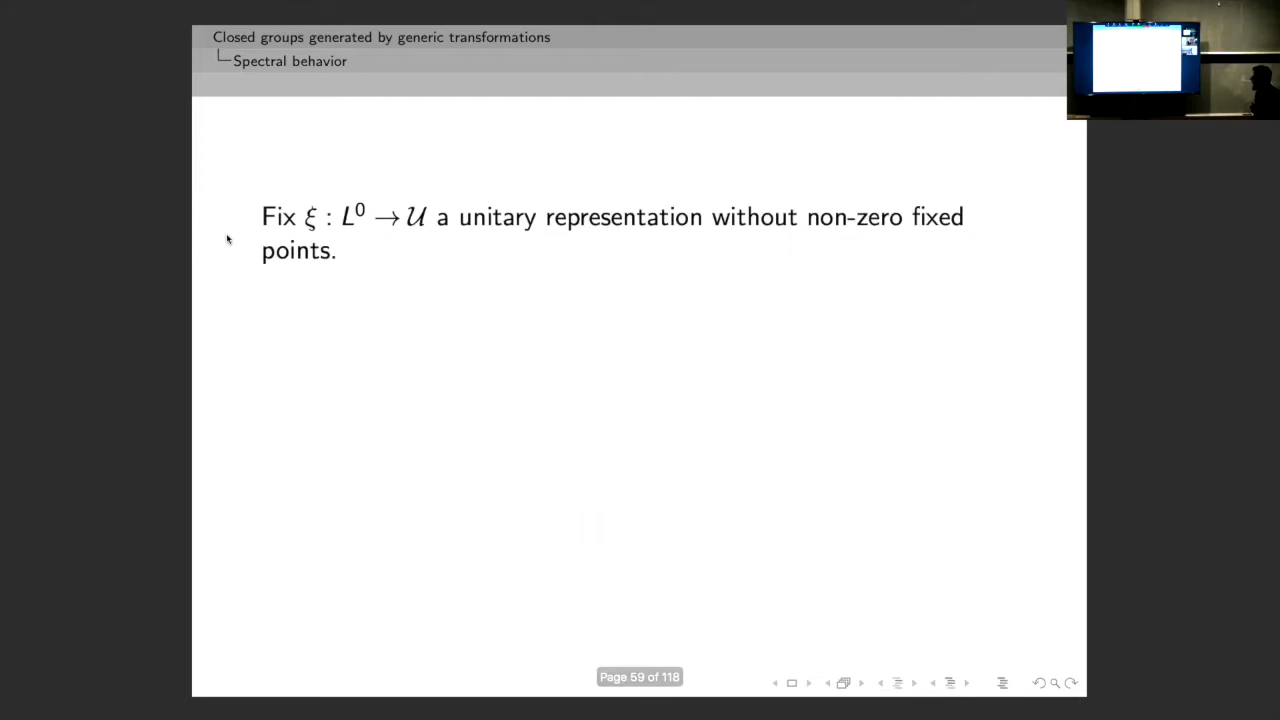 Closed groups generated by generic transformations
Spectral behavior
Fix ξ : L⁰ → 𝒰 a unitary representation without non-zero fixed
points.
Page 59 of 118